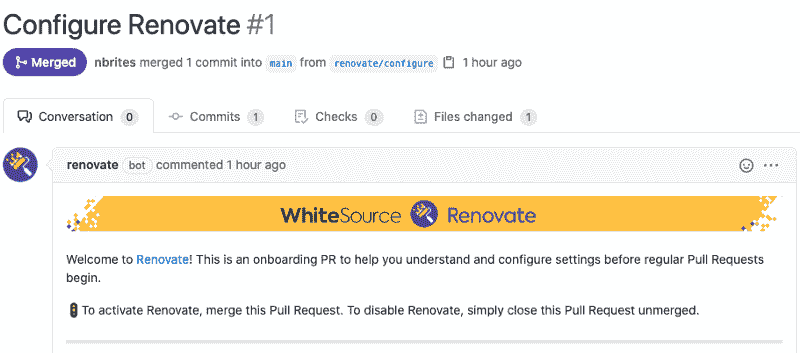 Configure Renovate #1
Merged nbrites merged 1 commit into main from renovate/configure 1 hour ago
Conversation 0 Commits 1 Checks 0 Files changed 1
renovate bot commented 1 hour ago
WhiteSource Renovate
Welcome to Renovate! This is an onboarding PR to help you understand and configure settings before regular Pull Requests
begin.
🚦 To activate Renovate, merge this Pull Request. To disable Renovate, simply close this Pull Request unmerged.